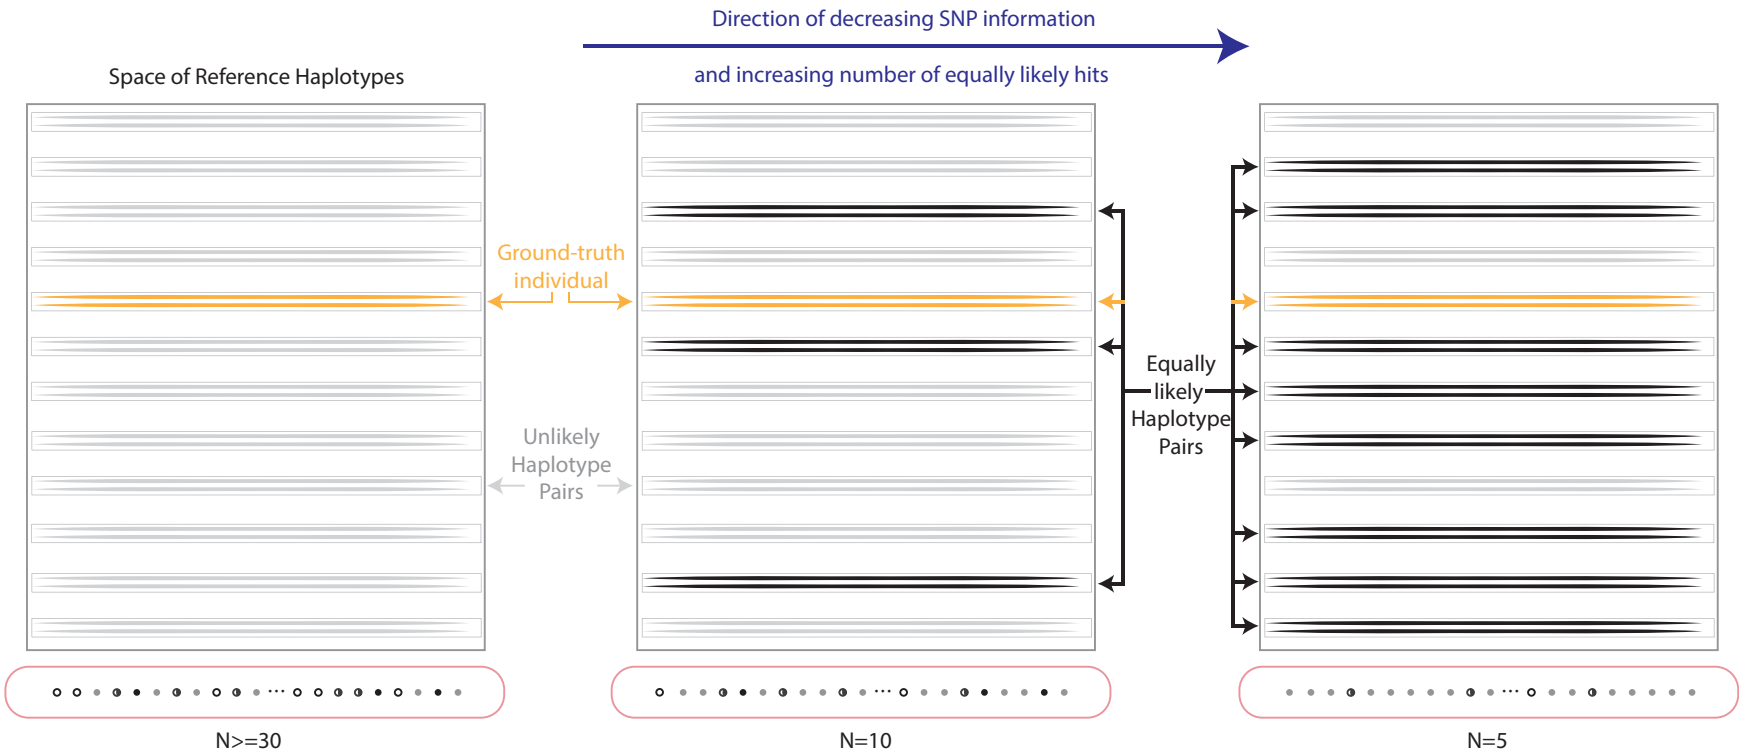 Direction of decreasing SNP information
and increasing number of equally likely hits
Space of Reference Haplotypes
Ground-truth
individual
Unlikely
Haplotype
Pairs
Equally
likely
Haplotype
Pairs
N>=30
N=10
N=5